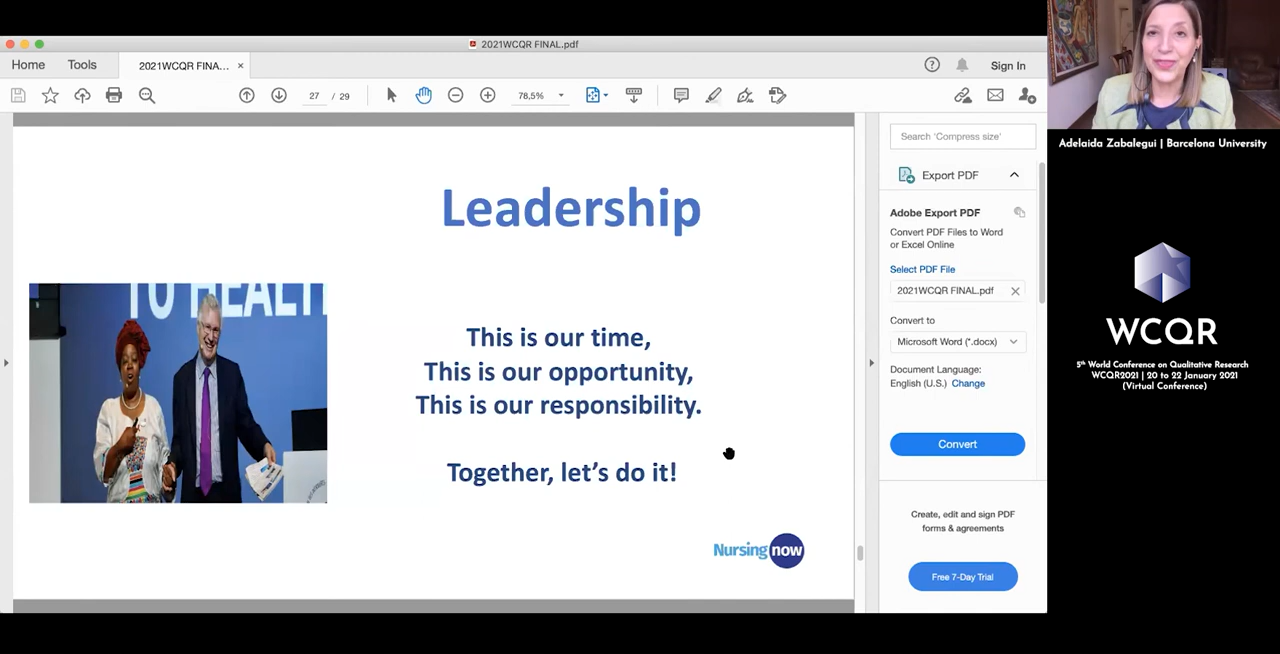 2021WCQR FINAL.pdf
Home
Tools
2021WCQR FINA...
Sign In
27 / 29
78,5%
Leadership
TO HEALT
This is our time,
This is our opportunity,
This is our responsibility.
Together, let's do it!
Nursing now
Search 'Compress size'
Export PDF
Adobe Export PDF
Convert PDF Files to Word
or Excel Online
Select PDF File
2021WCQR FINAL.pdf
Convert to
Microsoft Word (*.docx)
Document Language:
English (U.S.) Change
Convert
Create, edit and sign PDF
forms & agreements
Free 7-Day Trial
Adelaida Zabalegui | Barcelona University
WCQR
5th World Conference on Qualitative Research
WCQR2021 | 20 to 22 January 2021
(Virtual Conference)